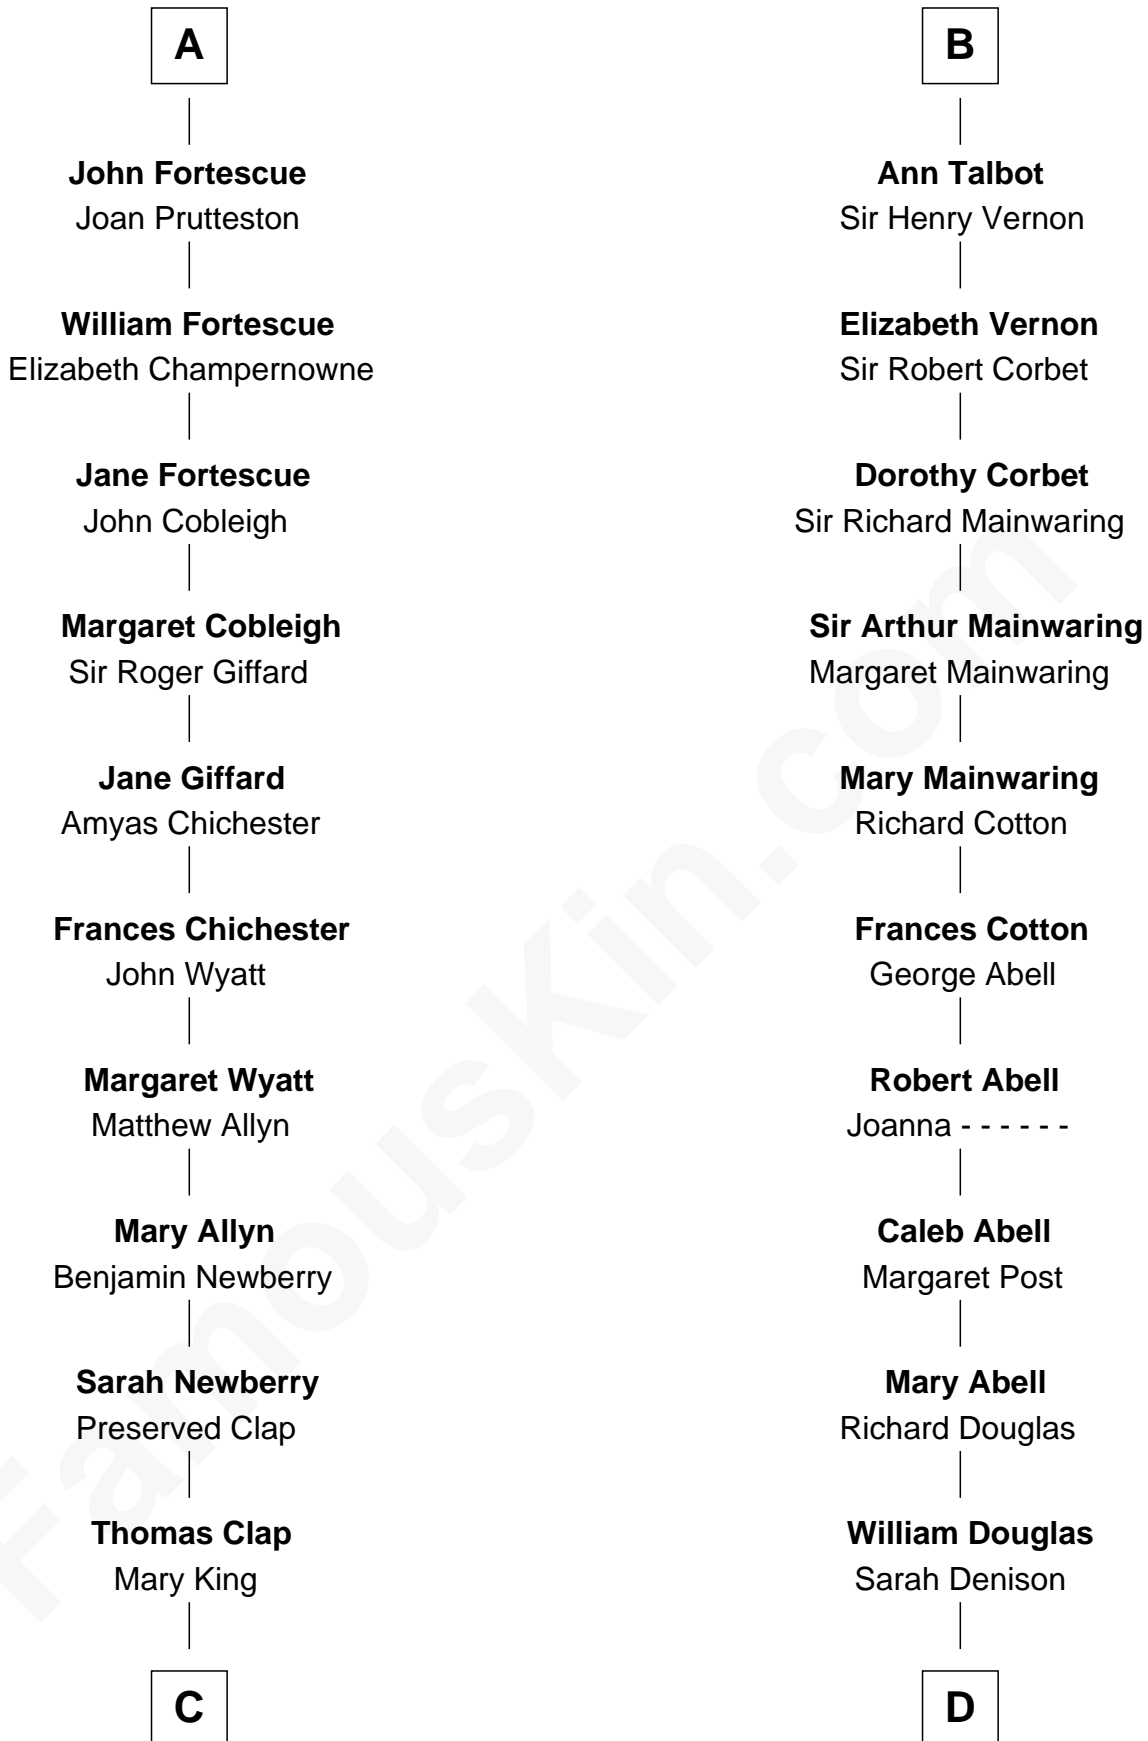 A
John Fortescue
Joan Prutteston
William Fortescue
Elizabeth Champernowne
Jane Fortescue
John Cobleigh
Margaret Cobleigh
Sir Roger Giffard
Jane Giffard
Amyas Chichester
Frances Chichester
John Wyatt
Margaret Wyatt
Matthew Allyn
Mary Allyn
Benjamin Newberry
Sarah Newberry
Preserved Clap
Thomas Clap
Mary King
C
B
Ann Talbot
Sir Henry Vernon
Elizabeth Vernon
Sir Robert Corbet
Dorothy Corbet
Sir Richard Mainwaring
Sir Arthur Mainwaring
Margaret Mainwaring
Mary Mainwaring
Richard Cotton
Frances Cotton
George Abell
Robert Abell
Joanna - - - - - -
Caleb Abell
Margaret Post
Mary Abell
Richard Douglas
William Douglas
Sarah Denison
D
FamousKin.com